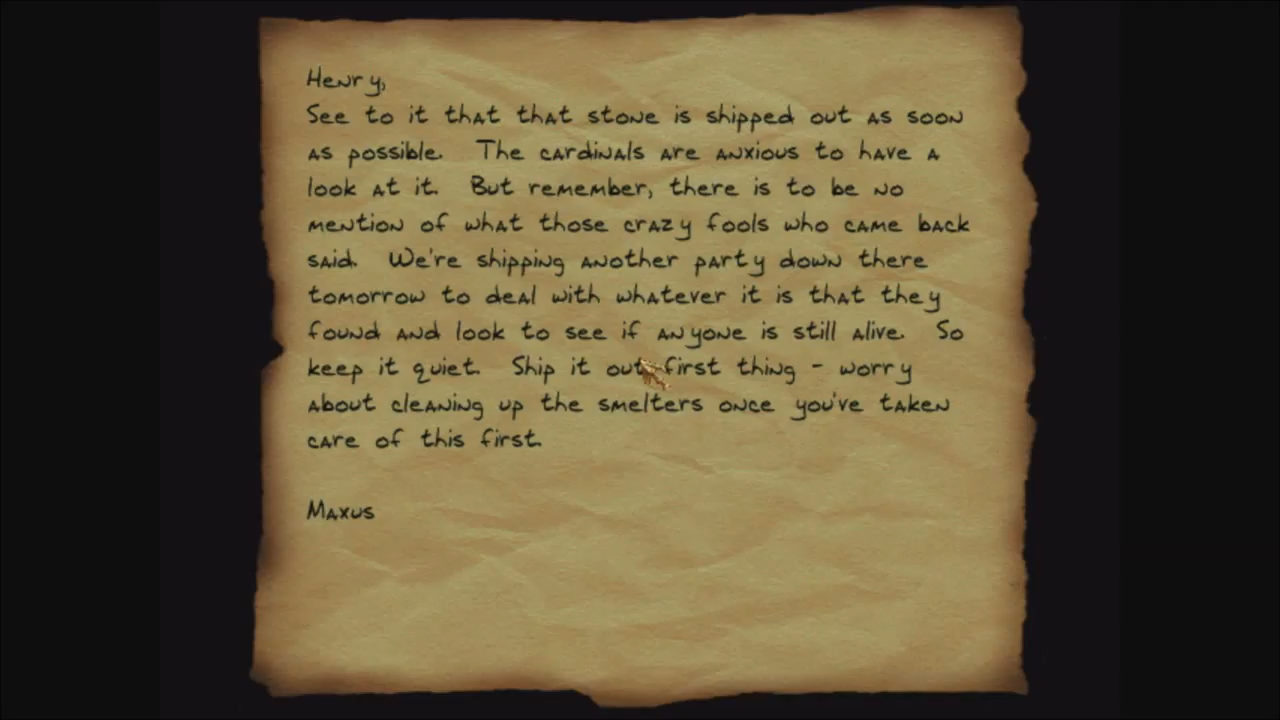 Henry,
See to it that that stone is shipped out as soon
as possible. The cardinals are anxious to have a
look at it. But remember, there is to be no
mention of what those crazy fools who came back
said. We're shipping another party down there
tomorrow to deal with whatever it is that they
found and look to see if anyone is still alive. So
keep it quiet. Ship it out first thing - worry
about cleaning up the smelters once you've taken
care of this first.
Maxus